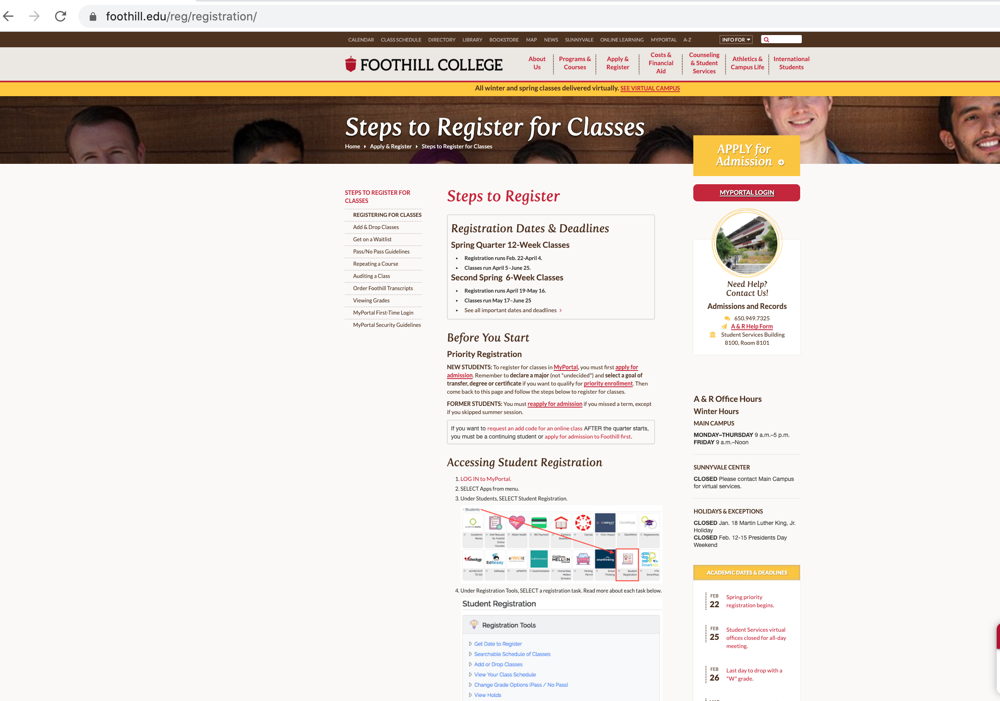 foothill.edu/reg/registration/
CALENDAR CLASS SCHEDULE DIRECTORY LIBRARY BOOKSTORE MAP NEWS SUNNYVALE ONLINE LEARNING MYPORTAL A-Z INFO FOR
FOOTHILL COLLEGE
About
Us
Programs &
Courses
Apply &
Register
Costs &
Financial
Aid
Counseling
& Student
Services
Athletics &
Campus Life
International
Students
All winter and spring classes delivered virtually. SEE VIRTUAL CAMPUS
Steps to Register for Classes
Home Apply & Register Steps to Register for Classes
APPLY for
Admission
MYPORTAL LOGIN
STEPS TO REGISTER FOR
CLASSES
REGISTERING FOR CLASSES
Add & Drop Classes
Get on a Waitlist
Pass/No Pass Guidelines
Repeating a Course
Auditing a Class
Order Foothill Transcripts
Viewing Grades
MyPortal First-Time Login
MyPortal Security Guidelines
Steps to Register
Registration Dates & Deadlines
Spring Quarter 12-Week Classes
• Registration runs Feb. 22-April 4.
• Classes run April 5–June 25.
Second Spring 6-Week Classes
• Registration runs April 19-May 16.
• Classes run May 17–June 25
• See all important dates and deadlines
Before You Start
Priority Registration
NEW STUDENTS: To register for classes in MyPortal, you must first apply for
admission. Remember to declare a major (not "undecided") and select a goal of
transfer, degree or certificate if you want to qualify for priority enrollment. Then
come back to this page and follow the steps below to register for classes.
FORMER STUDENTS: You must reapply for admission if you missed a term, except
if you skipped summer session.
If you want to request an add code for an online class AFTER the quarter starts,
you must be a continuing student or apply for admission to Foothill first.
Accessing Student Registration
1. LOG IN to MyPortal.
2. SELECT Apps from menu.
3. Under Students, SELECT Student Registration.
Students
academicworks CIVICIMPACT ClockWork
Academic
Works
Add Request
for Foothill
Online
Courses
Allied Health
Bill Payment
Campus
Bookstore
Canvas
Civic Impact
ClockWork
Degreeworks
checkup EdReady ePRINTit Go2Orientation HUMANITIES MELLON SCHOLARS smarthinking VTA SmartPass
eCHECKUP
TO GO
EdReady
ePRINTit
Go2Orientation
Humanities
Mellon
Scholars
Parking
Permit
Smart
Thinking
Student
Registration
VTA
SmartPass
4. Under Registration Tools, SELECT a registration task. Read more about each task below.
Student Registration
Registration Tools
Get Date to Register
Searchable Schedule of Classes
Add or Drop Classes
View Your Class Schedule
Change Grade Options (Pass / No Pass)
View Holds
Need Help?
Contact Us!
Admissions and Records
650.949.7325
A & R Help Form
Student Services Building
8100, Room 8101
A & R Office Hours
Winter Hours
MAIN CAMPUS
MONDAY–THURSDAY 9 a.m.–5 p.m.
FRIDAY 9 a.m.–Noon
SUNNYVALE CENTER
CLOSED Please contact Main Campus
for virtual services.
HOLIDAYS & EXCEPTIONS
CLOSED Jan. 18 Martin Luther King, Jr.
Holiday
CLOSED Feb. 12-15 Presidents Day
Weekend
ACADEMIC DATES & DEADLINES
FEB
22
Spring priority
registration begins.
FEB
25
Student Services virtual
offices closed for all-day
meeting.
FEB
26
Last day to drop with a
"W" grade.